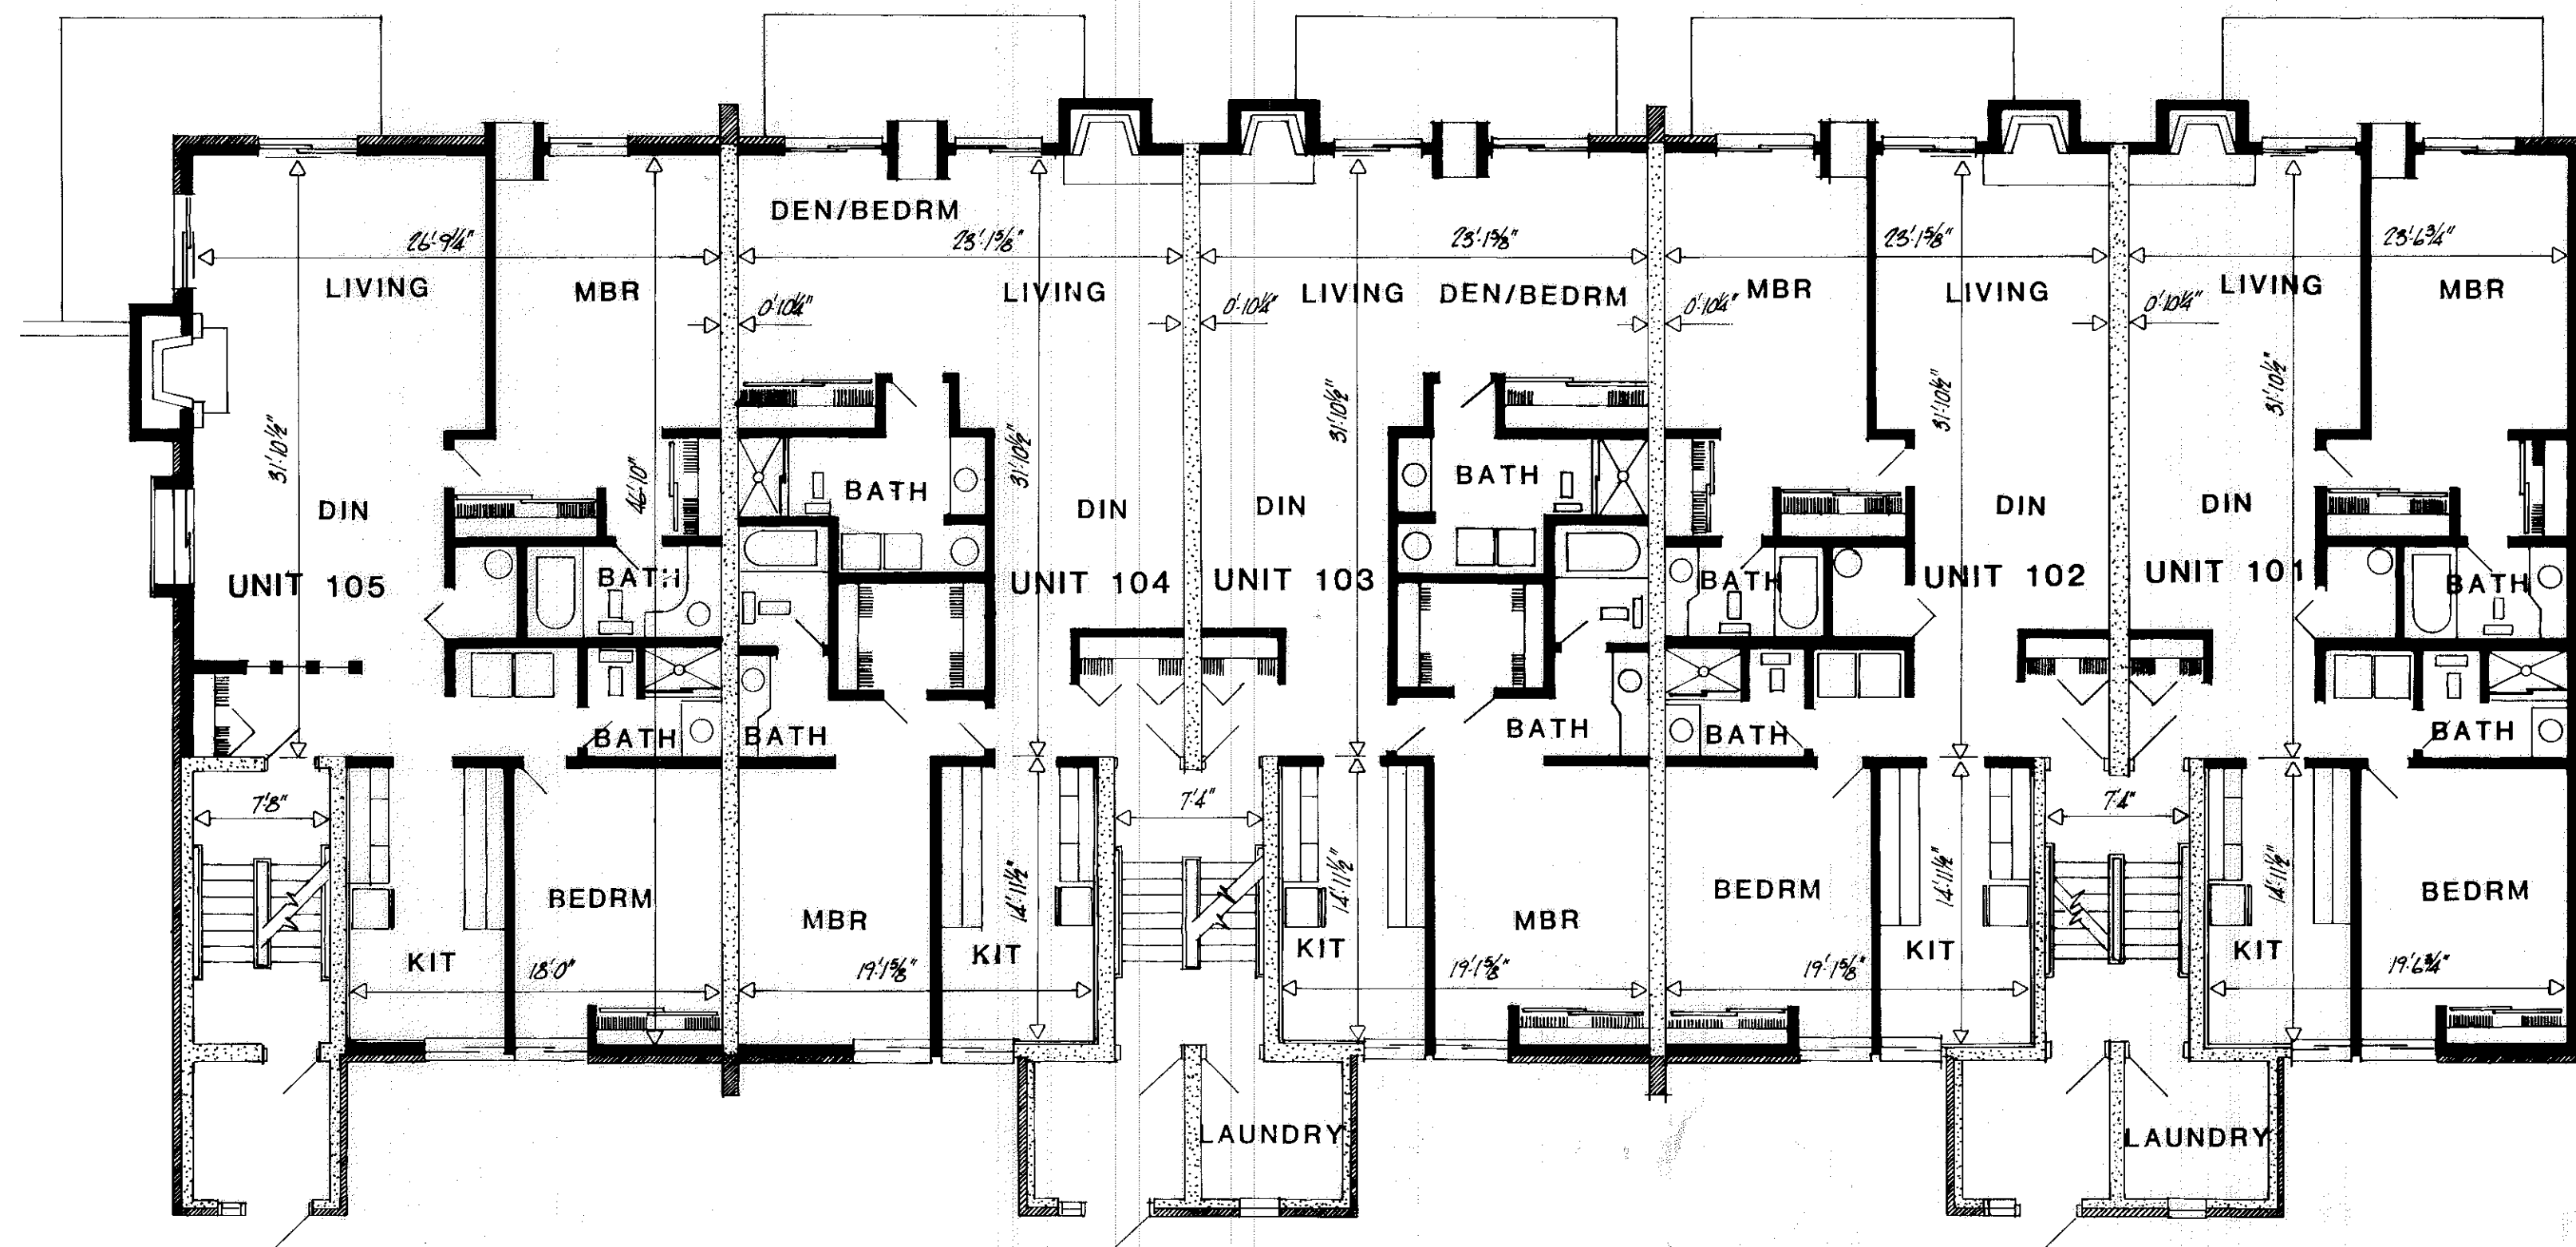 DEN/BEDRM
26'-9¼"
23'-1⅝"
23'-1⅝"
23'-1⅝"
23'-6¾"
LIVING
MBR
LIVING
LIVING
DEN/BEDRM
MBR
LIVING
LIVING
MBR
0'-10¼"
0'-10¼"
0'-10¼"
0'-10¼"
31'-10½"
46'-10"
31'-10½"
31'-10½"
31'-10½"
31'-10½"
BATH
BATH
DIN
DIN
DIN
DIN
DIN
UNIT 105
BATH
UNIT 104
UNIT 103
BATH
UNIT 102
UNIT 101
BATH
BATH
BATH
BATH
BATH
BATH
7'-8"
7'-4"
7'-4"
14'-11½"
14'-11½"
14'-11½"
14'-11½"
BEDRM
MBR
MBR
BEDRM
BEDRM
KIT
KIT
KIT
KIT
KIT
18'-0"
19'-1⅝"
19'-1⅝"
19'-1⅝"
19'-6¾"
LAUNDRY
LAUNDRY